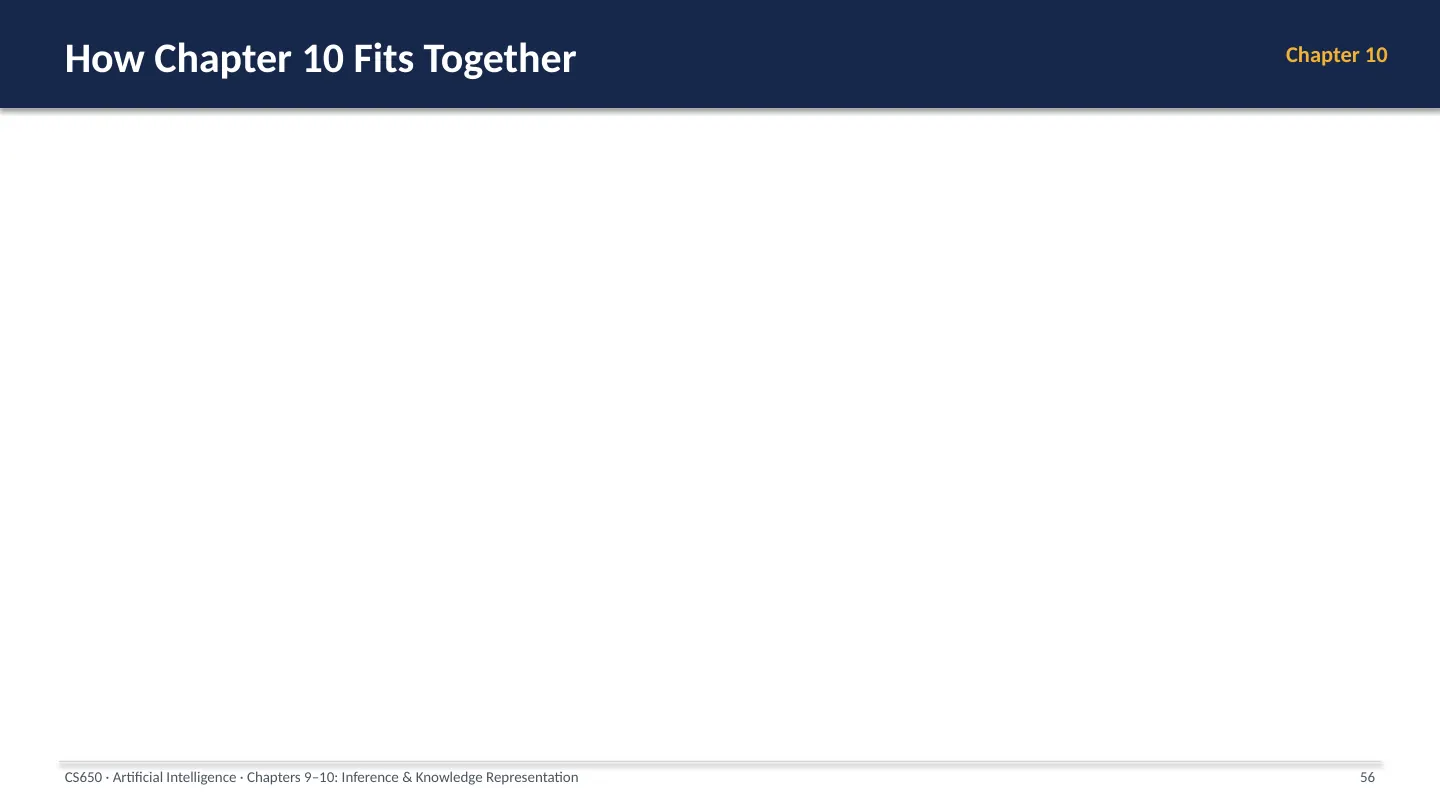 How Chapter 10 Fits Together
Chapter 10
CS650 · Artificial Intelligence · Chapters 9–10: Inference & Knowledge Representation
56